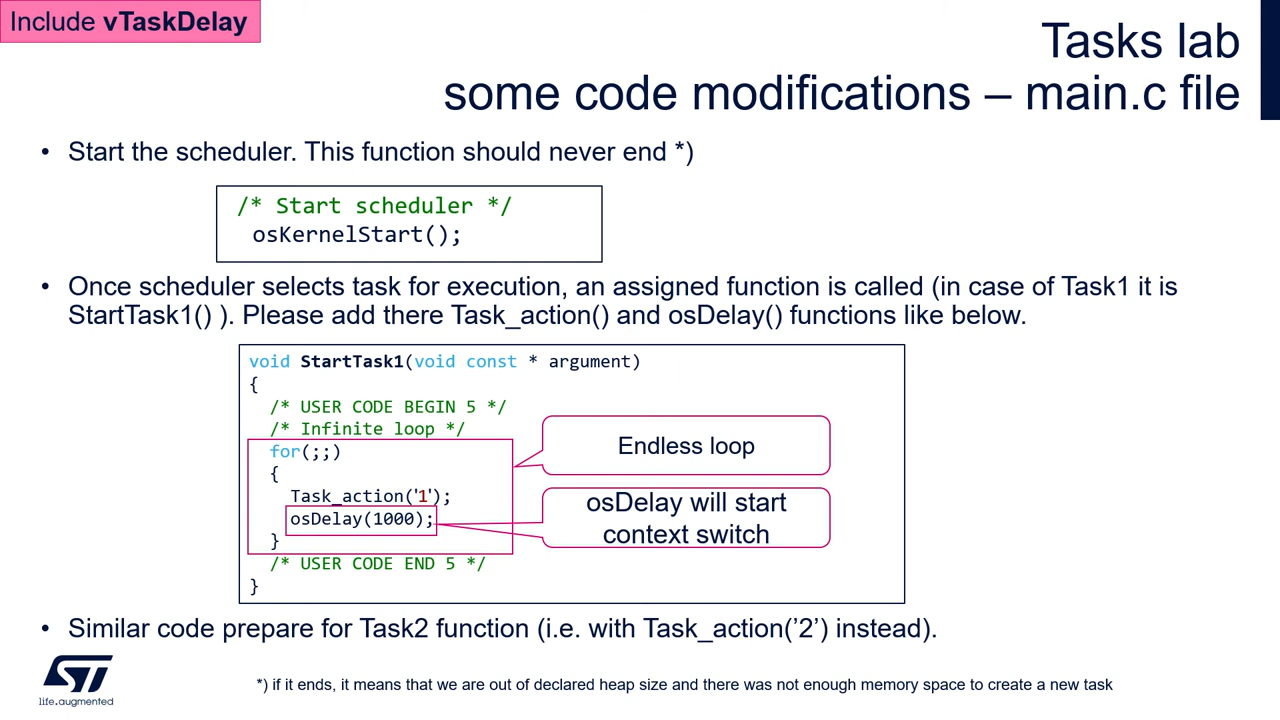 Include vTaskDelay
Tasks lab
some code modifications – main.c file
• Start the scheduler. This function should never end *)
/* Start scheduler */
osKernelStart();
• Once scheduler selects task for execution, an assigned function is called (in case of Task1 it is
StartTask1() ). Please add there Task_action() and osDelay() functions like below.
void StartTask1(void const * argument)
{
/* USER CODE BEGIN 5 */
/* Infinite loop */
for(;;)
{
Task_action('1');
osDelay(1000);
}
/* USER CODE END 5 */
}
Endless loop
osDelay will start
context switch
• Similar code prepare for Task2 function (i.e. with Task_action(’2’) instead).
ST
life.augmented
*) if it ends, it means that we are out of declared heap size and there was not enough memory space to create a new task